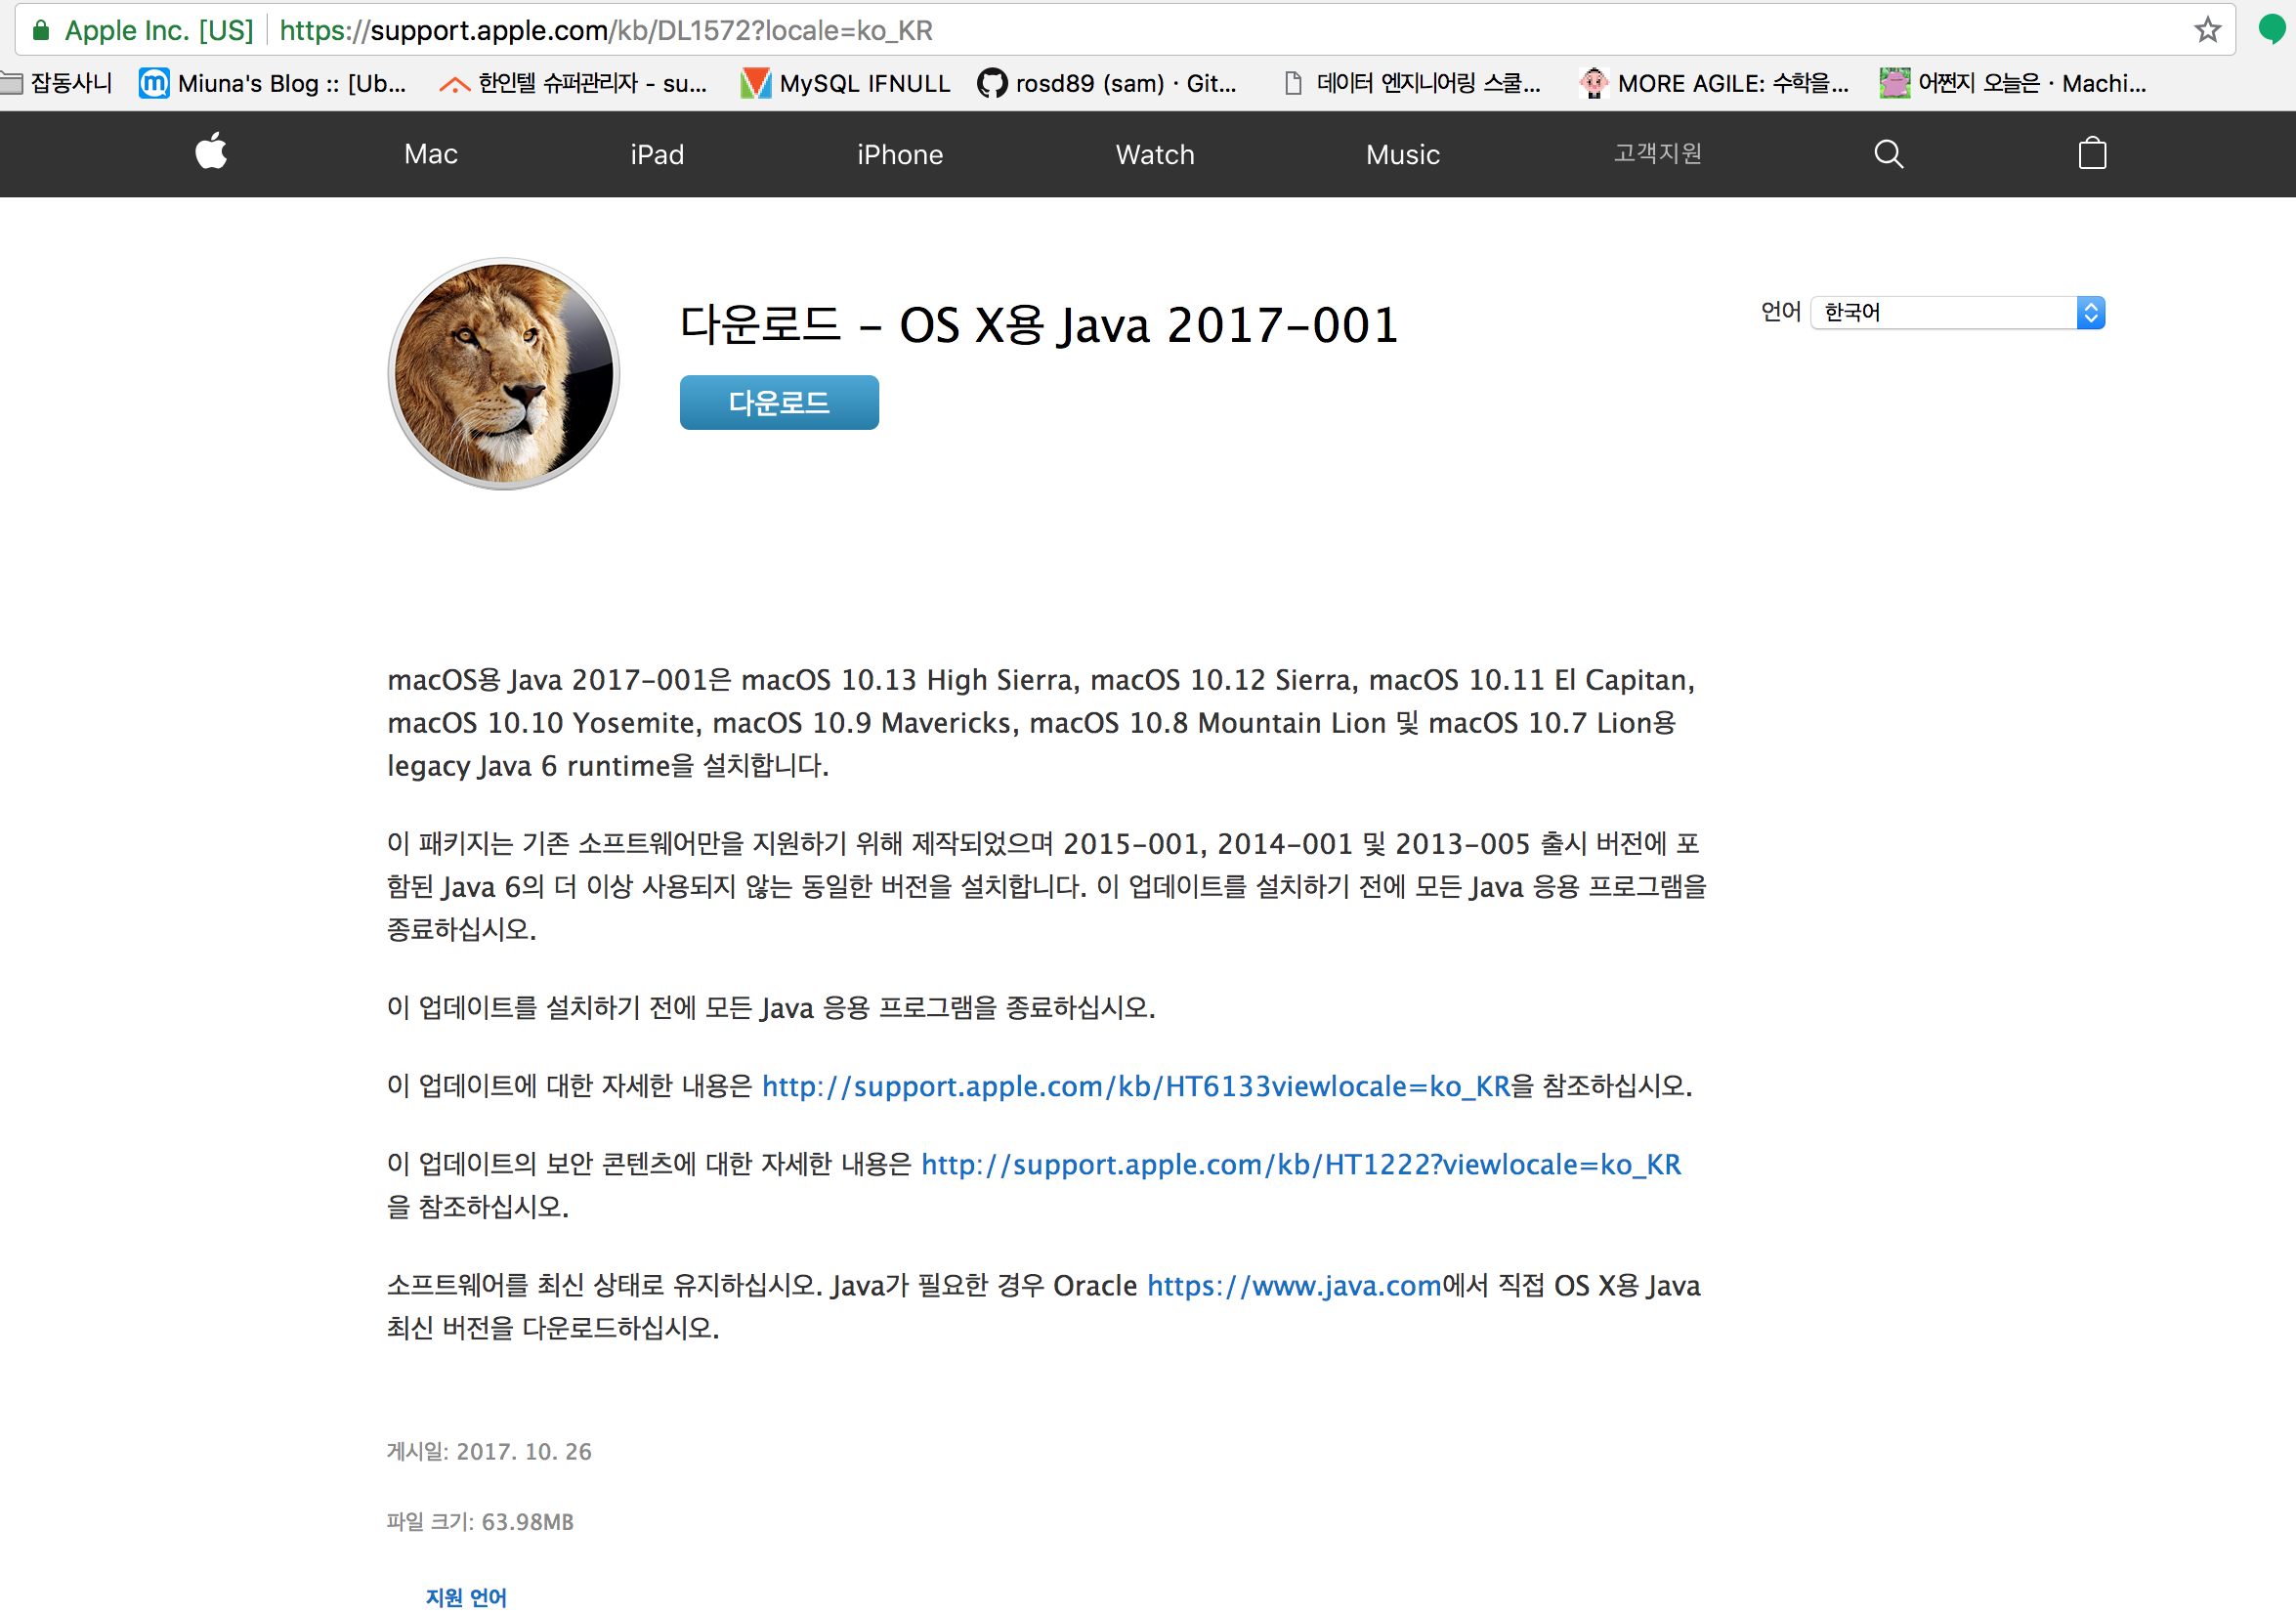 Apple Inc. [US] https://support.apple.com/kb/DL1572?locale=ko_KR
잡동사니 Miuna's Blog :: [Ub... 한인텔 슈퍼관리자 - su... MySQL IFNULL rosd89 (sam) · Git... 데이터 엔지니어링 스쿨... MORE AGILE: 수학을... 어쩐지 오늘은 · Machi...
Mac iPad iPhone Watch Music 고객지원
다운로드 – OS X용 Java 2017-001
언어 한국어
다운로드
macOS용 Java 2017-001은 macOS 10.13 High Sierra, macOS 10.12 Sierra, macOS 10.11 El Capitan,
macOS 10.10 Yosemite, macOS 10.9 Mavericks, macOS 10.8 Mountain Lion 및 macOS 10.7 Lion용
legacy Java 6 runtime을 설치합니다.
이 패키지는 기존 소프트웨어만을 지원하기 위해 제작되었으며 2015-001, 2014-001 및 2013-005 출시 버전에 포
함된 Java 6의 더 이상 사용되지 않는 동일한 버전을 설치합니다. 이 업데이트를 설치하기 전에 모든 Java 응용 프로그램을
종료하십시오.
이 업데이트를 설치하기 전에 모든 Java 응용 프로그램을 종료하십시오.
이 업데이트에 대한 자세한 내용은 http://support.apple.com/kb/HT6133viewlocale=ko_KR을 참조하십시오.
이 업데이트의 보안 콘텐츠에 대한 자세한 내용은 http://support.apple.com/kb/HT1222?viewlocale=ko_KR
을 참조하십시오.
소프트웨어를 최신 상태로 유지하십시오. Java가 필요한 경우 Oracle https://www.java.com에서 직접 OS X용 Java
최신 버전을 다운로드하십시오.
게시일: 2017. 10. 26
파일 크기: 63.98MB
지원 언어